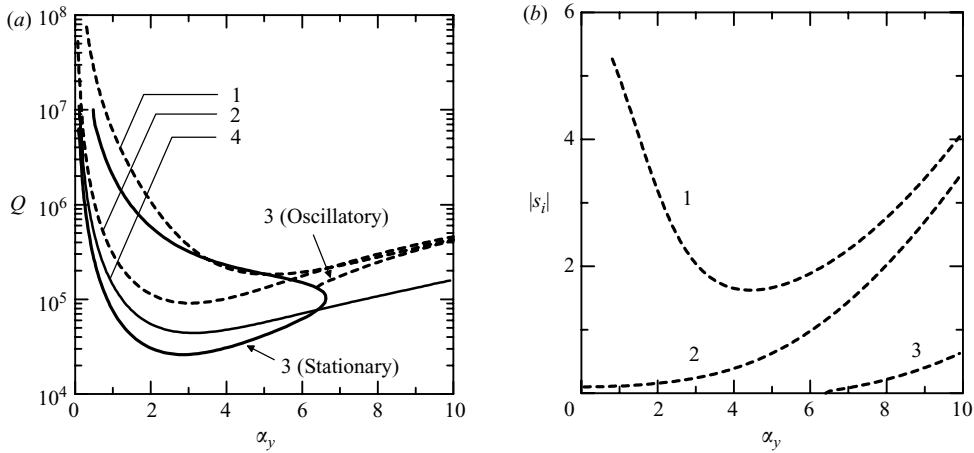 (a)
10^8
10^7
10^6
10^5
10^4
Q
1
2
4
3 (Oscillatory)
3 (Stationary)
0 2 4 6 8 10
α_y
(b)
6
4
2
|s_i|
1
2
3
0 2 4 6 8 10
α_y